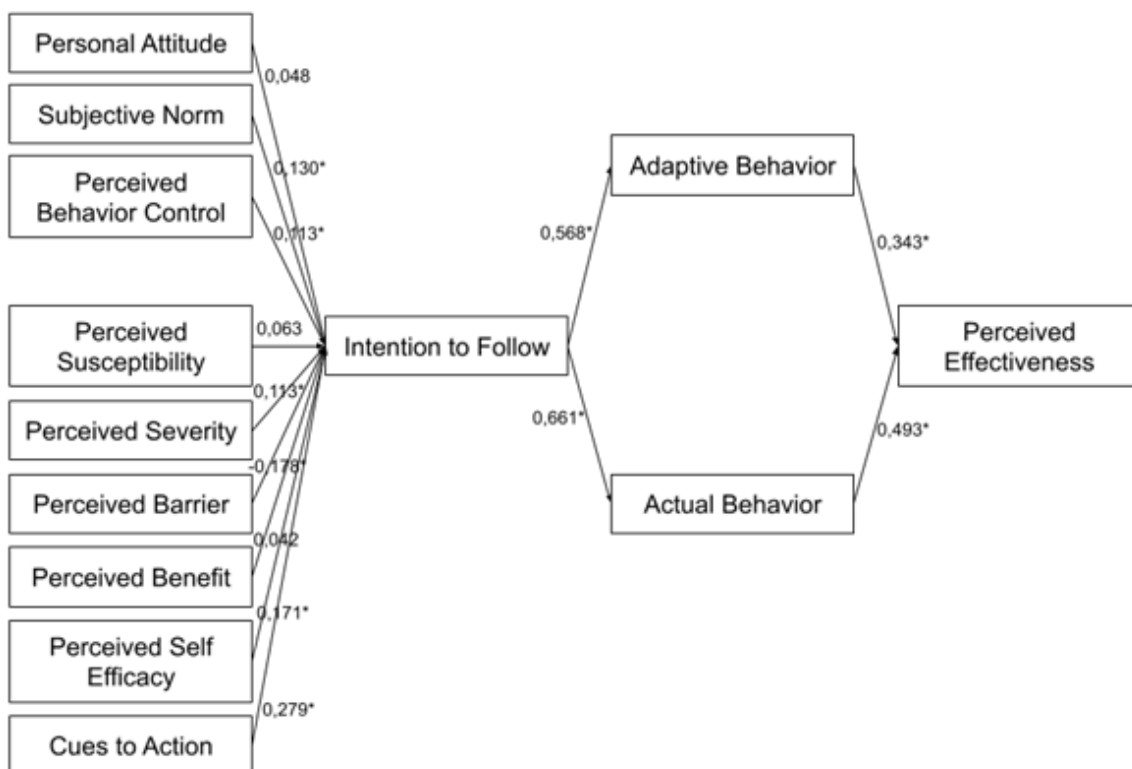 Personal Attitude
0,048
Subjective Norm
0,130*
Perceived
Behavior Control
0,113*
Perceived
Susceptibility
0,063
Perceived Severity
0,113*
Perceived Barrier
-0,178*
Perceived Benefit
0,042
Perceived Self
Efficacy
0,171*
Cues to Action
0,279*
Intention to Follow
0,568*
0,661*
Adaptive Behavior
0,343*
Actual Behavior
0,493*
Perceived
Effectiveness